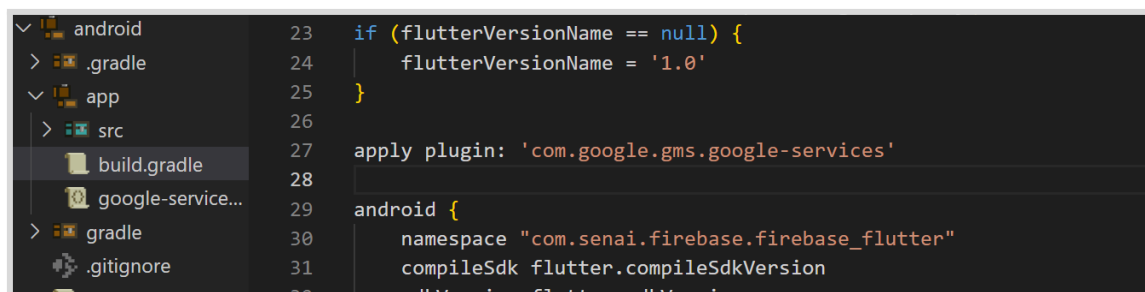 android
.gradle
app
src
build.gradle
google-service...
gradle
.gitignore
23 if (flutterVersionName == null) {
24 flutterVersionName = '1.0'
25 }
26
27 apply plugin: 'com.google.gms.google-services'
28
29 android {
30 namespace "com.senai.firebase.firebase_flutter"
31 compileSdk flutter.compileSdkVersion